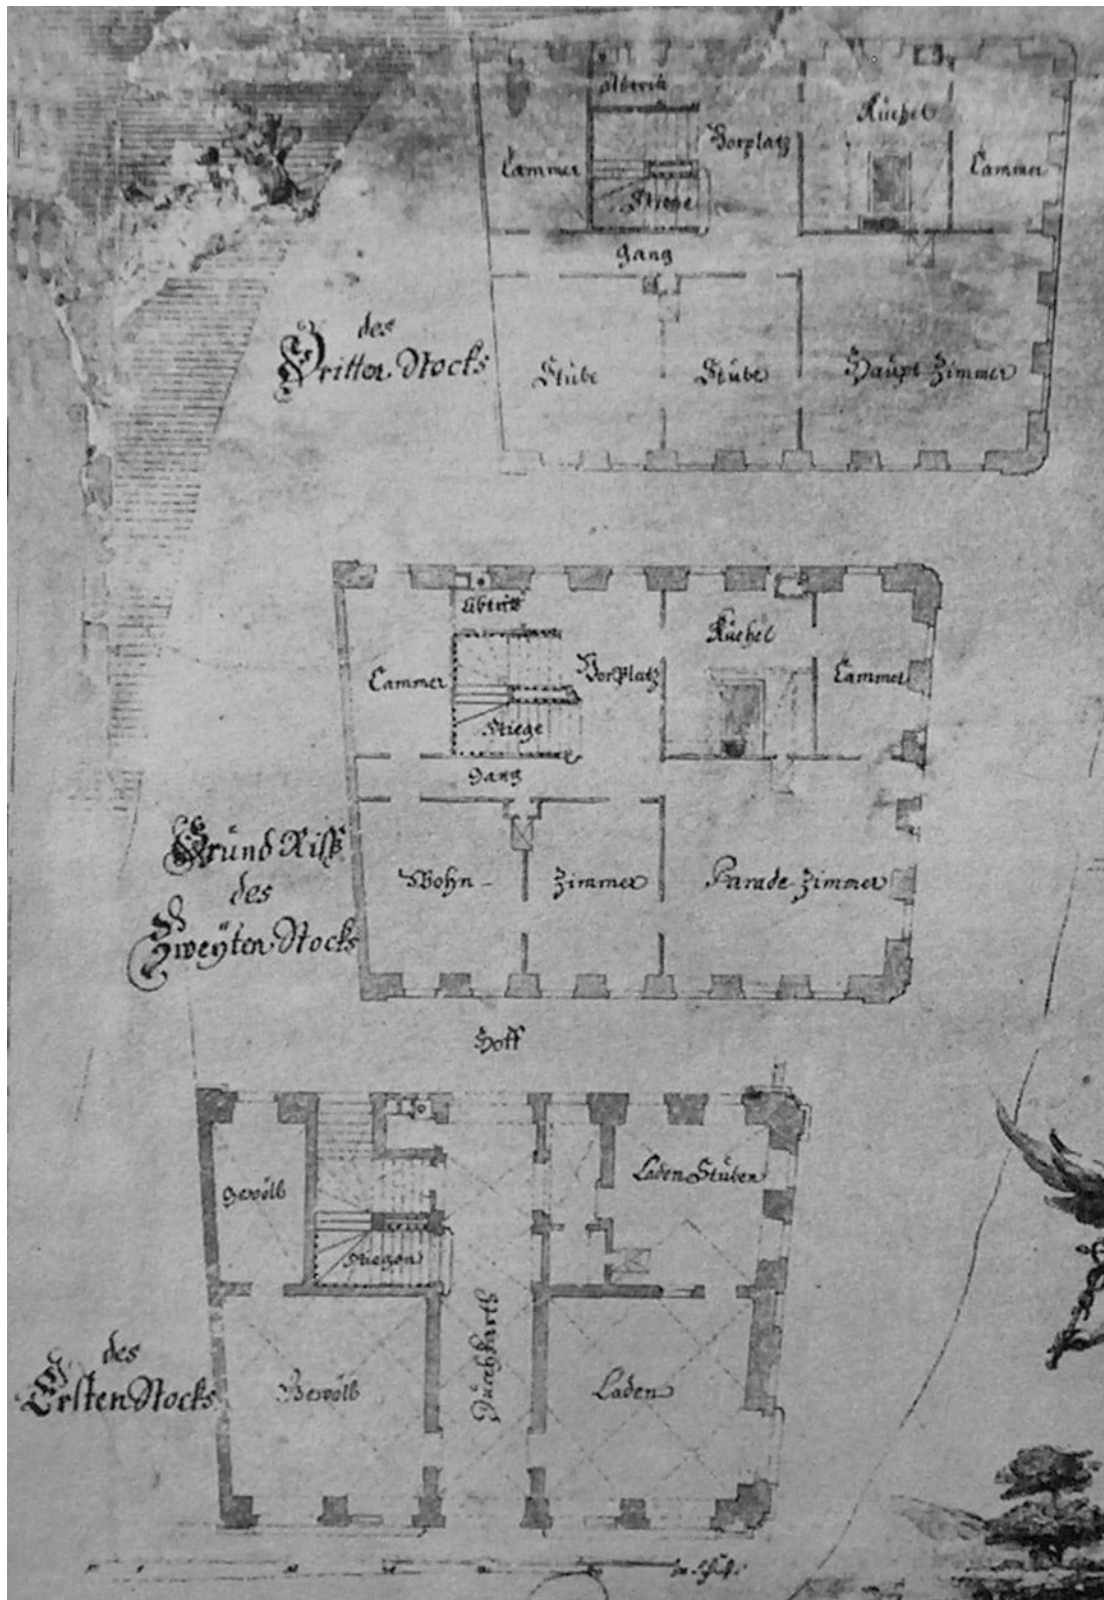 Abtritt
Kuchel
Cammer
Vorplatz
Cammer
Stiege
Gang
des
Dritten Stocks
Stube
Stube
Haupt Zimmer
Abtritt
Kuchel
Cammer
Vorplatz
Cammer
Stiege
Gang
Grund Riss
des
Zweÿten Stocks
Wohn - Zimmer
Parade-Zimmer
Hoff
Gewölb
Laden Stuben
Stiegen
Durchfarth
des
Ersten Stocks
Gewölb
Laden